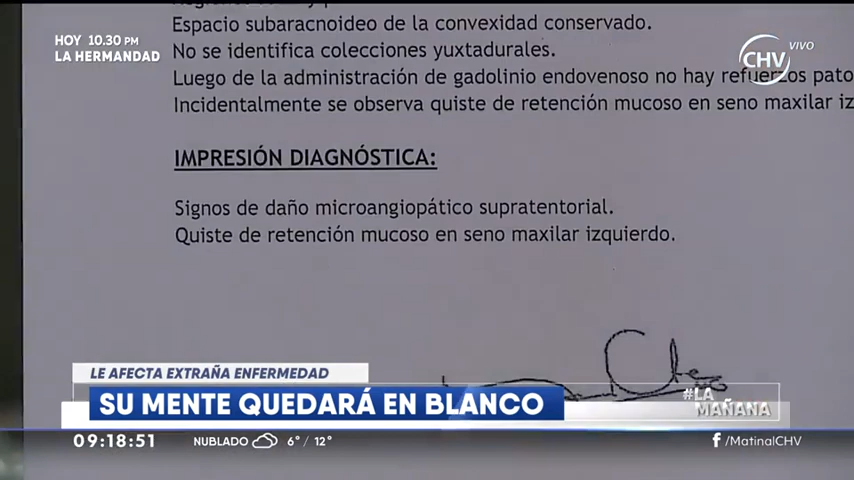 HOY 10.30 PM
LA HERMANDAD
CHV VIVO
Espacio subaracnoideo de la convexidad conservado.
No se identifica colecciones yuxtadurales.
Luego de la administración de gadolinio endovenoso no hay refuerzos pato
Incidentalmente se observa quiste de retención mucoso en seno maxilar iz
IMPRESIÓN DIAGNÓSTICA:
Signos de daño microangiopático supratentorial.
Quiste de retención mucoso en seno maxilar izquierdo.
LE AFECTA EXTRAÑA ENFERMEDAD
SU MENTE QUEDARÁ EN BLANCO
#LA
MAÑANA
09:18:51 NUBLADO 6° / 12° f /MatinalCHV